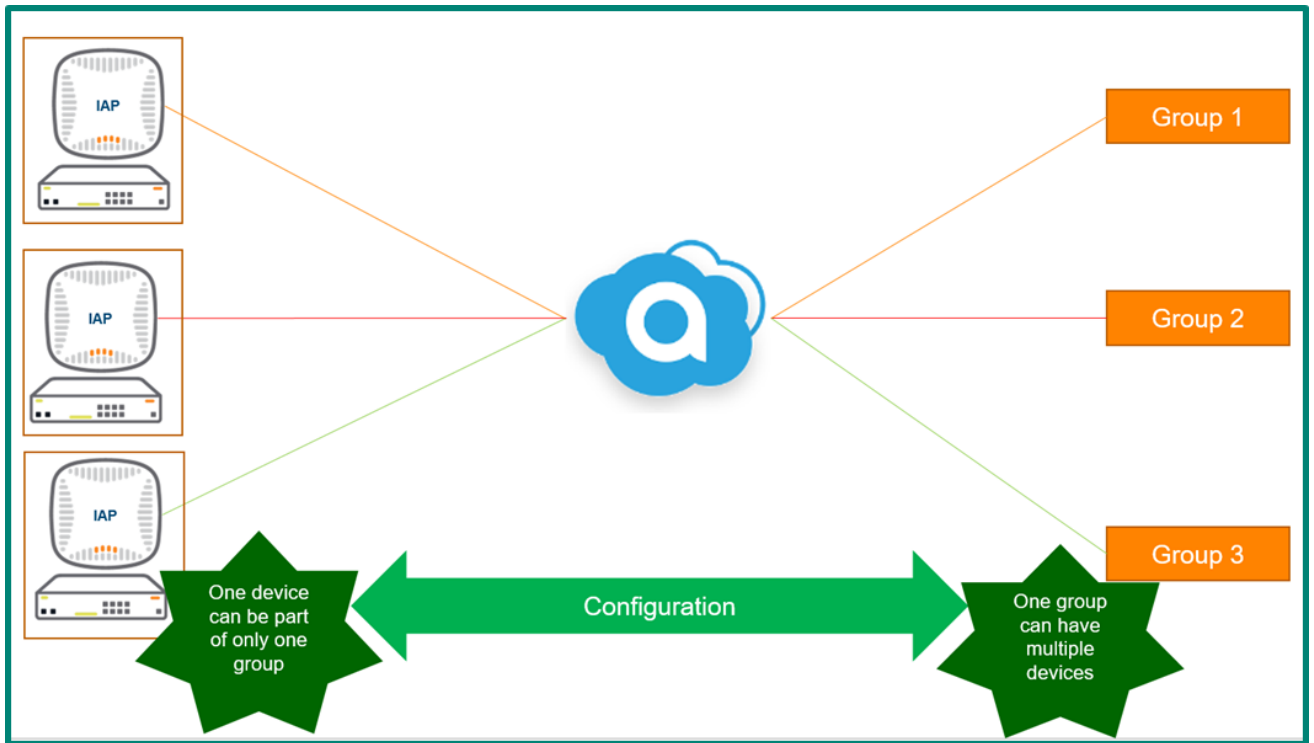 IAP
Group 1
IAP
Group 2
IAP
Group 3
One device
can be part
of only one
group
Configuration
One group
can have
multiple
devices